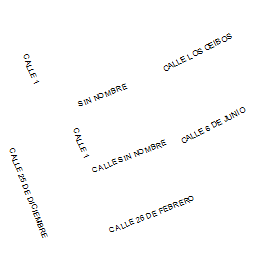 CALLE LOS CEIBOS
CALLE 1
SIN NOMBRE
CALLE 6 DE JUNIO
CALLE 1
CALLE SIN NOMBRE
CALLE 25 DE DICIEMBRE
CALLE 26 DE FEBRERO